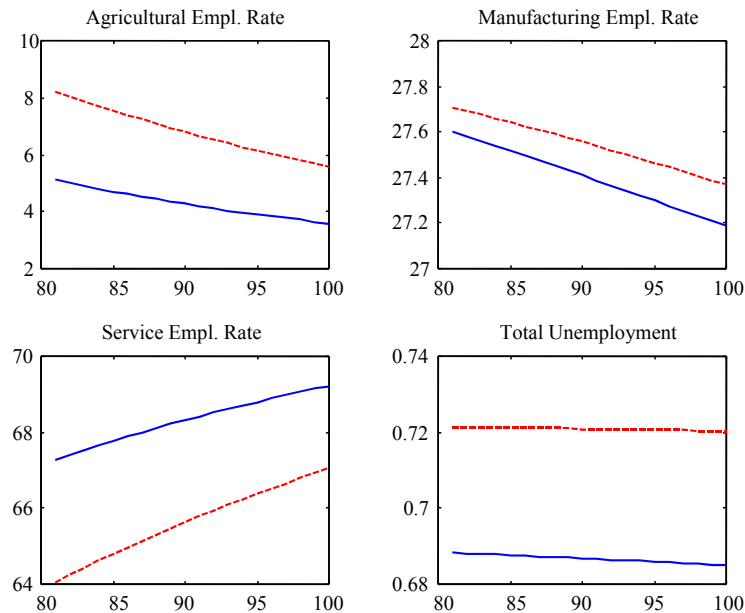 Agricultural Empl. Rate
10
8
6
4
2
80 85 90 95 100
Manufacturing Empl. Rate
28
27.8
27.6
27.4
27.2
27
80 85 90 95 100
Service Empl. Rate
70
68
66
64
80 85 90 95 100
Total Unemployment
0.74
0.72
0.7
0.68
80 85 90 95 100